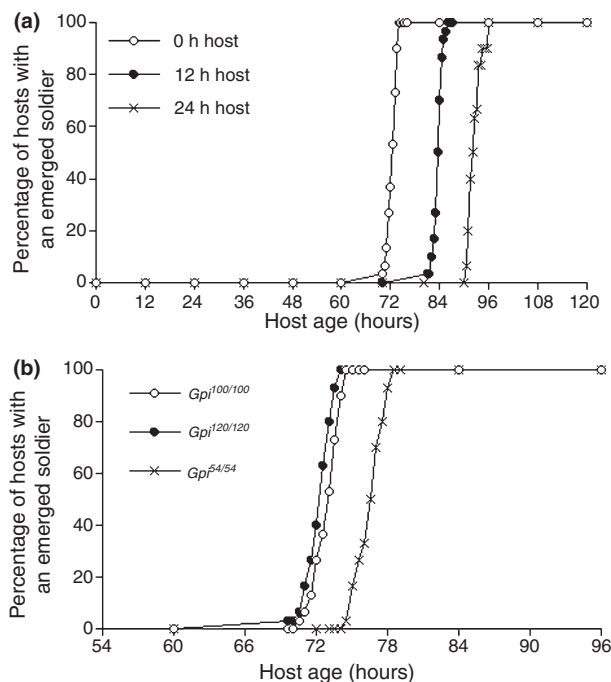 (a)
100
80
60
40
20
0
Percentage of hosts with
an emerged soldier
0 h host
12 h host
24 h host
0 12 24 36 48 60 72 84 96 108 120
Host age (hours)
(b)
100
80
60
40
20
0
Percentage of hosts with
an emerged soldier
Gpi100/100
Gpi120/120
Gpi54/54
54 60 66 72 78 84 90 96
Host age (hours)